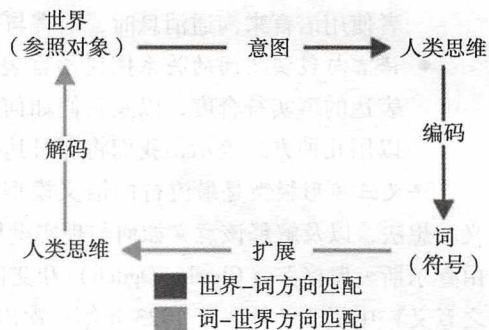 世界
(参照对象) 意图 人类思维
解码 编码
人类思维 扩展 词
(符号)
世界-词方向匹配
词-世界方向匹配